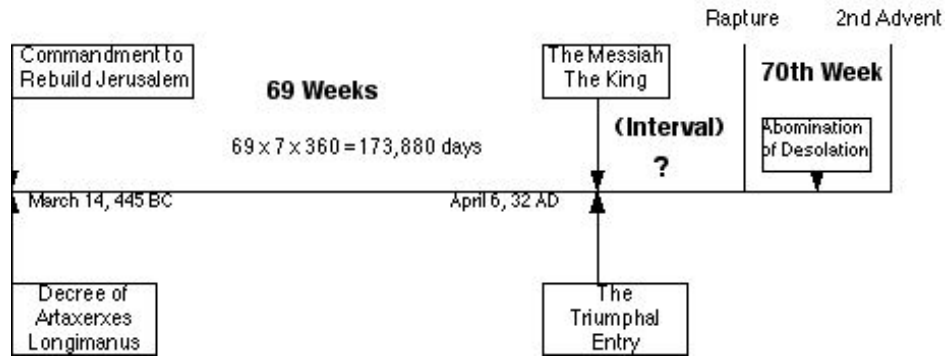 Rapture
2nd Advent
Commandment to
Rebuild Jerusalem
69 Weeks
69 x 7 x 360 = 173,880 days
The Messiah
The King
(Interval)
?
70th Week
Abomination
of Desolation
March 14, 445 BC
April 6, 32 AD
Decree of
Artaxerxes
Longimanus
The
Triumphal
Entry